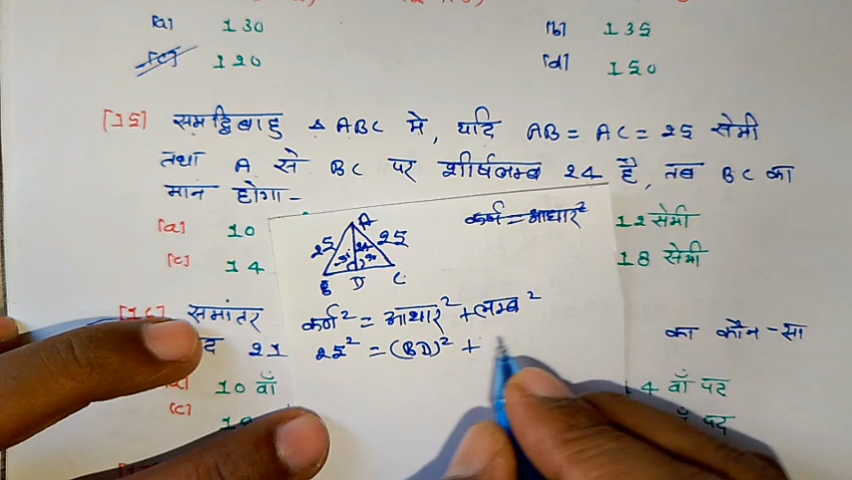 [a] 130 [b] 135
[c] 120 [d] 150
[15] समद्विबाहु △ ABC मे, यदि AB = AC = 25 सेमी
तथा A से BC पर शीर्षलम्ब 24 है, तब BC का
मान होगा-
[a] 10 12 सेमी
[c] 14 18 सेमी
A
25 24 25
B D C
कर्ण = आधार²
कर्ण² = आधार² + लम्ब²
25² = (BD)² +
[16] समांतर का कौन-सा
21
10 वाँ 14 वाँ पद
[c] पद